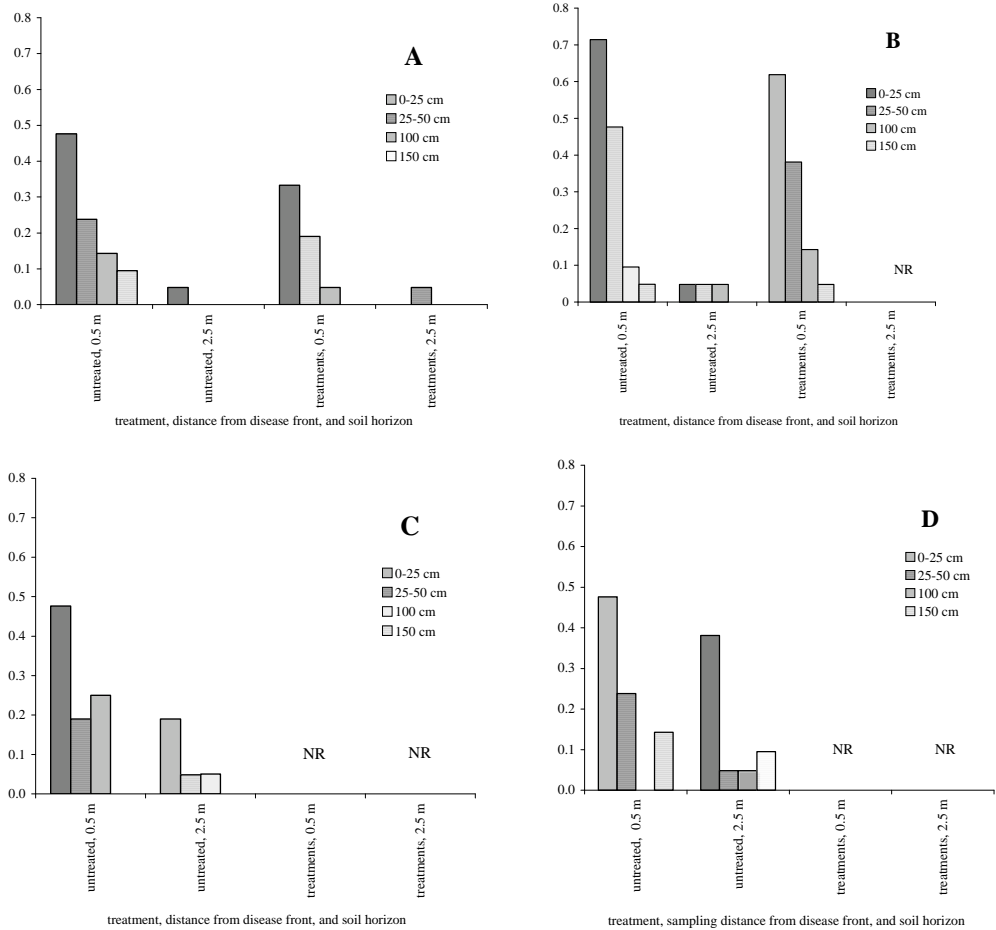 A
0.8
0.7
0.6
0.5
0.4
0.3
0.2
0.1
0.0
0-25 cm
25-50 cm
100 cm
150 cm
untreated, 0.5 m
untreated, 2.5 m
treatments, 0.5 m
treatments, 2.5 m
treatment, distance from disease front, and soil horizon
B
0.8
0.7
0.6
0.5
0.4
0.3
0.2
0.1
0
0-25 cm
25-50 cm
100 cm
150 cm
NR
untreated, 0.5 m
untreated, 2.5 m
treatments, 0.5 m
treatments, 2.5 m
treatment, distance from disease front, and soil horizon
C
0.8
0.7
0.6
0.5
0.4
0.3
0.2
0.1
0.0
0-25 cm
25-50 cm
100 cm
150 cm
NR
NR
untreated, 0.5 m
untreated, 2.5 m
treatments, 0.5 m
treatments, 2.5 m
treatment, distance from disease front, and soil horizon
D
0.8
0.7
0.6
0.5
0.4
0.3
0.2
0.1
0.0
0-25 cm
25-50 cm
100 cm
150 cm
NR
NR
untreated, 0.5 m
untreated, 2.5 m
treatments, 0.5 m
treatments, 2.5 m
treatment, sampling distance from disease front, and soil horizon